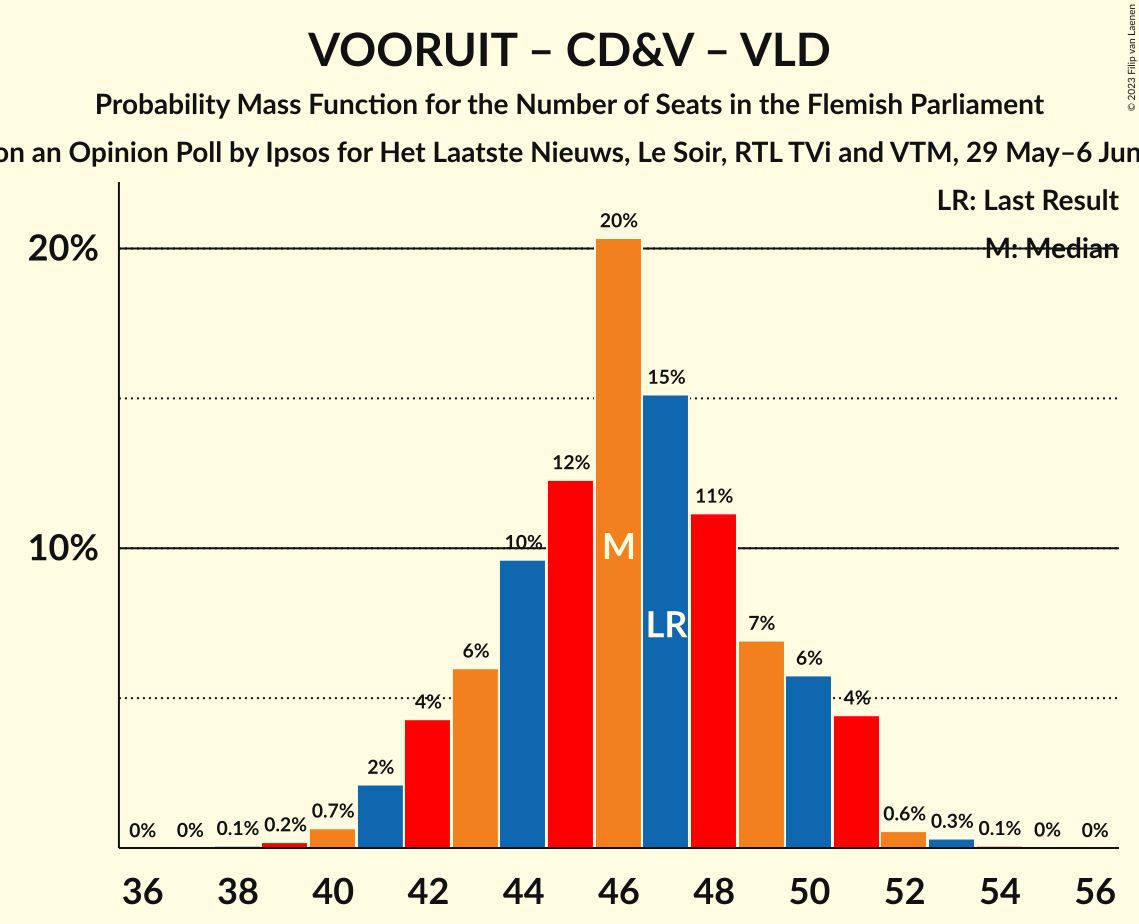 VOORUIT – CD&V – VLD
Probability Mass Function for the Number of Seats in the Flemish Parliament
on an Opinion Poll by Ipsos for Het Laatste Nieuws, Le Soir, RTL TVi and VTM, 29 May–6 Jun
© 2023 Filip van Laenen
LR: Last Result
M: Median
20%
10%
0% 0% 0.1% 0.2% 0.7% 2% 4% 6% 10% 12% 20% 15% 11% 7% 6% 4% 0.6% 0.3% 0.1% 0% 0%
M
LR
36 38 40 42 44 46 48 50 52 54 56